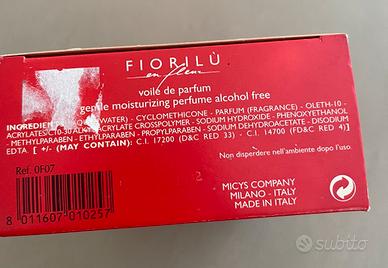 FIORILÙ
en fleur
voile de parfum
gentle moisturizing perfume alcohol free
INGREDIENTS: (WATER) - CYCLOMETHICONE - PARFUM (FRAGRANCE) - OLETH-10 -
ACRYLATES/C10-30 ALKYL ACRYLATE CROSSPOLYMER - SODIUM HYDROXIDE - PHENOXYETHANOL
- METHYLPARABEN - ETHYLPARABEN - PROPYLPARABEN - SODIUM DEHYDROACETATE - DISODIUM
EDTA. [ +/- (MAY CONTAIN): C.I. 17200 (D&C RED 33) - C.I. 14700 (FD&C RED 4)]
Non disperdere nell'ambiente dopo l'uso.
Ref. 0F07
8 011607 010257
MICYS COMPANY
MILANO - ITALY
MADE IN ITALY
subito